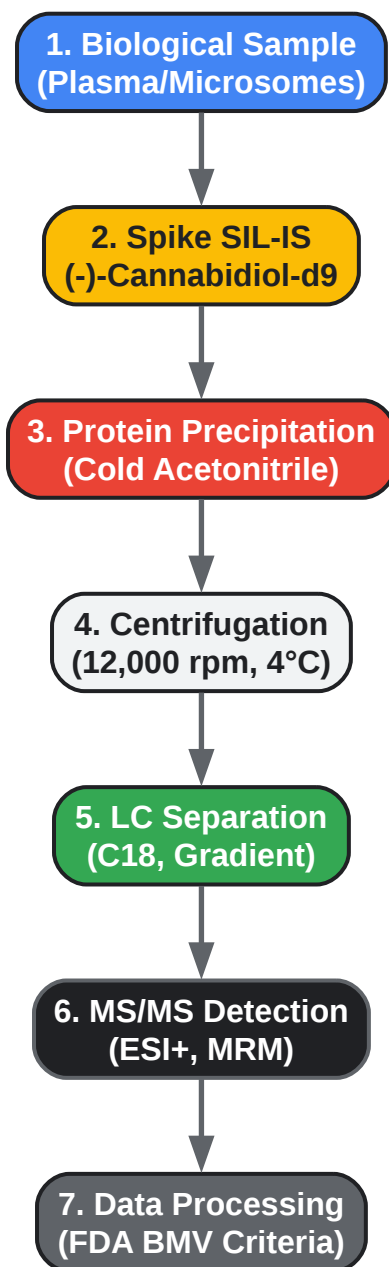 1. Biological Sample
(Plasma/Microsomes)
2. Spike SIL-IS
(-)-Cannabidiol-d9
3. Protein Precipitation
(Cold Acetonitrile)
4. Centrifugation
(12,000 rpm, 4°C)
5. LC Separation
(C18, Gradient)
6. MS/MS Detection
(ESI+, MRM)
7. Data Processing
(FDA BMV Criteria)